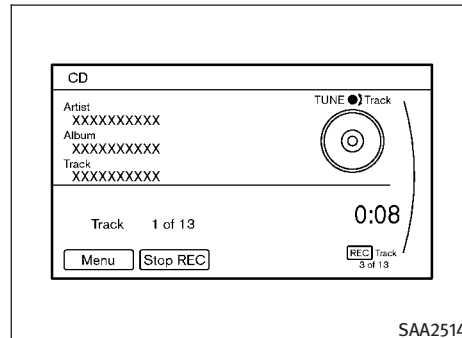 CD
TUNE Track
Artist
XXXXXXXXXX
Album
XXXXXXXXXX
Track
XXXXXXXXXX
Track 1 of 13
0:08
Menu Stop REC
REC Track
3 of 13
SAA2514